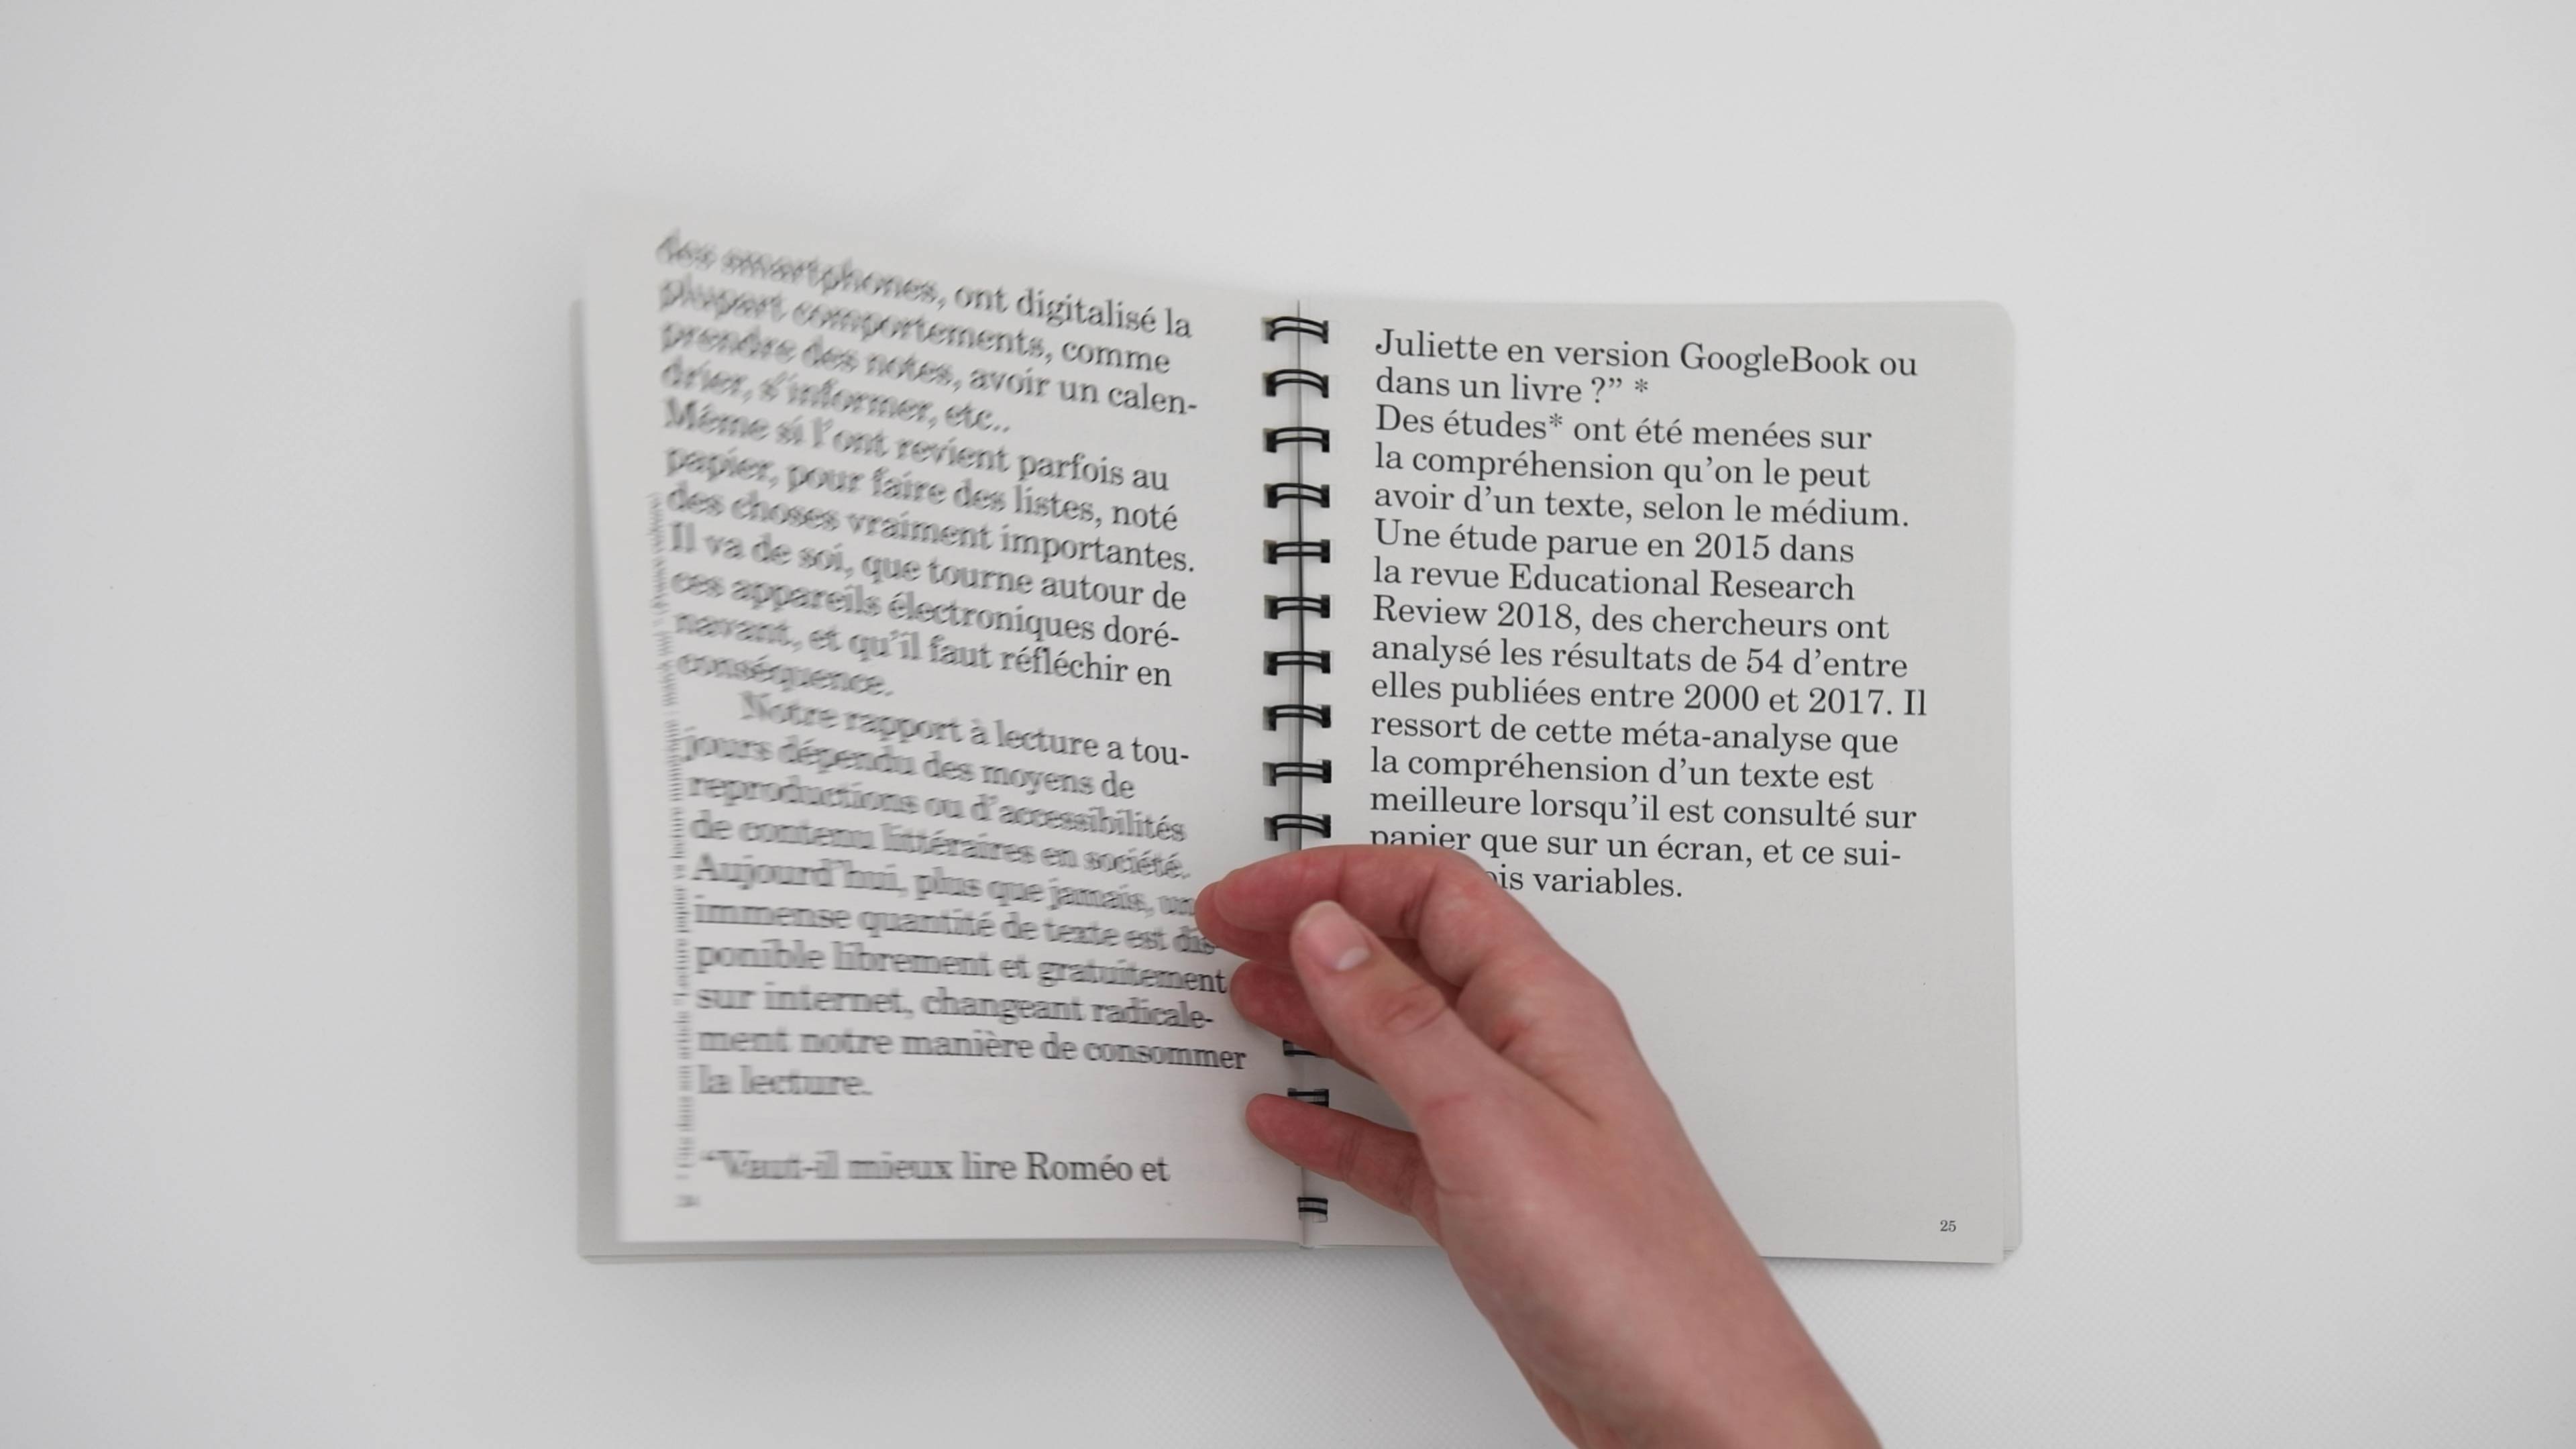 des smartphones, ont digitalisé la
plupart comportements, comme
prendre des notes, avoir un calen-
drier, s'informer, etc..
Même si l'ont revient parfois au
papier, pour faire des listes, noté
des choses vraiment importantes.
Il va de soi, que tourne autour de
ces appareils électroniques doré-
navant, et qu'il faut réfléchir en
conséquence.
Notre rapport à lecture a tou-
jours dépendu des moyens de
reproductions ou d'accessibilités
de contenu littéraires en société.
Aujourd'hui, plus que jamais,
immense quantité de texte est dis-
ponible librement et gratuitement
sur internet, changeant radicale-
ment notre manière de consommer
la lecture.
“Vaut-il mieux lire Roméo et
Juliette en version GoogleBook ou
dans un livre ?” *
Des études* ont été menées sur
la compréhension qu’on le peut
avoir d’un texte, selon le médium.
Une étude parue en 2015 dans
la revue Educational Research
Review 2018, des chercheurs ont
analysé les résultats de 54 d’entre
elles publiées entre 2000 et 2017. Il
ressort de cette méta-analyse que
la compréhension d’un texte est
meilleure lorsqu’il est consulté sur
papier que sur un écran, et ce sui-
variables.
25